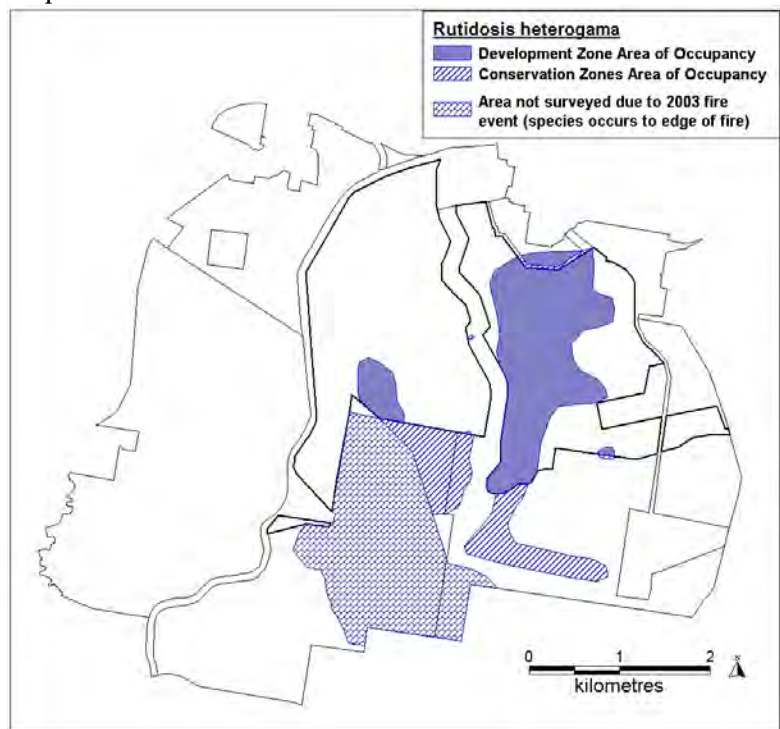 Rutidosis heterogama
Development Zone Area of Occupancy
Conservation Zones Area of Occupancy
Area not surveyed due to 2003 fire
event (species occurs to edge of fire)
0 1 2
kilometres